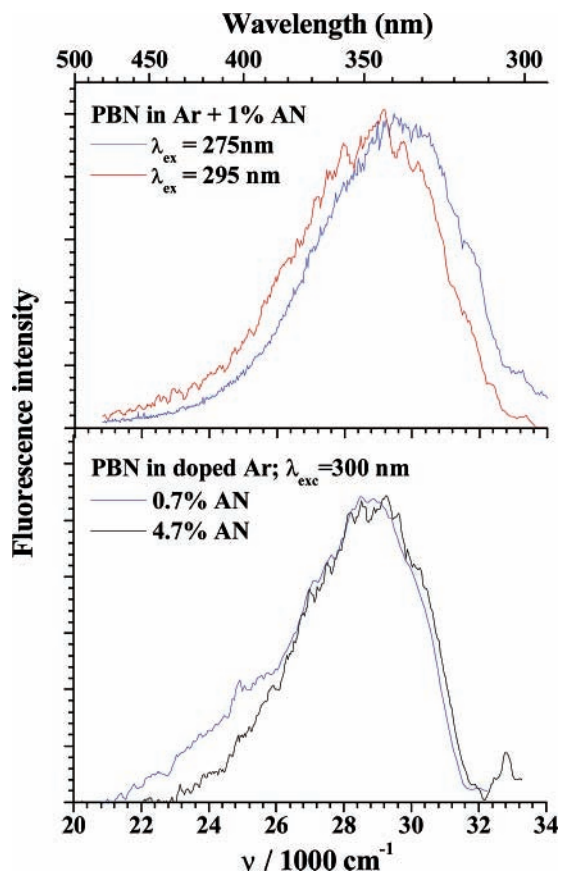 Wavelength (nm)
500 450 400 350 300
PBN in Ar + 1% AN
λex = 275nm
λex = 295 nm
Fluorescence intensity
PBN in doped Ar; λexc=300 nm
0.7% AN
4.7% AN
20 22 24 26 28 30 32 34
ν / 1000 cm-1